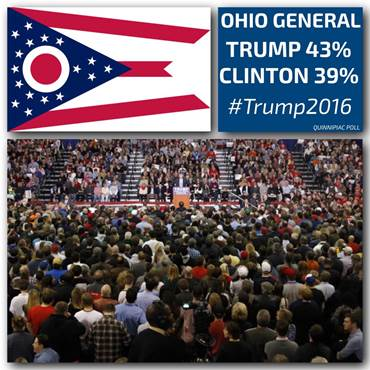 OHIO GENERAL
TRUMP 43%
CLINTON 39%
#Trump2016
QUINNIPIAC POLL